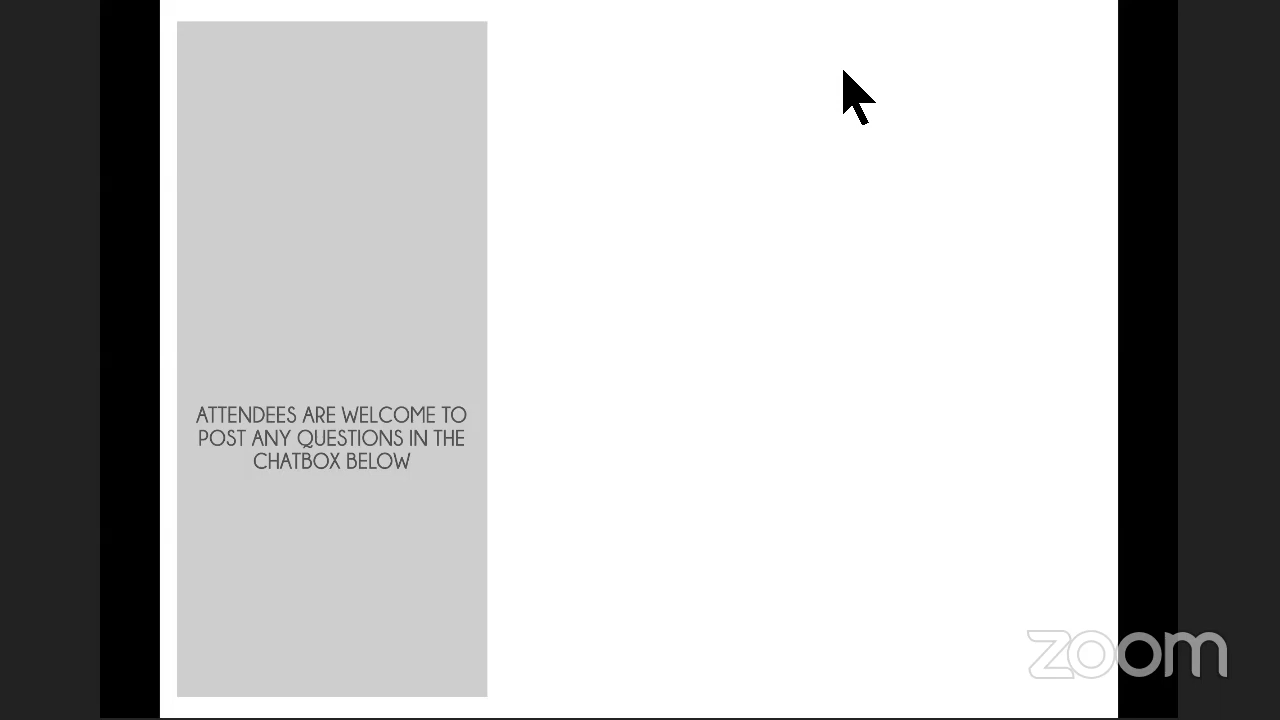 ATTENDEES ARE WELCOME TO
POST ANY QUESTIONS IN THE
CHATBOX BELOW
zoom